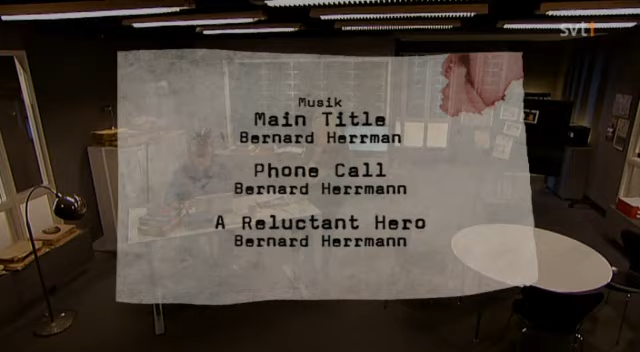 svt1
Musik
Main Title
Bernard Herrman
Phone Call
Bernard Herrmann
A Reluctant Hero
Bernard Herrmann